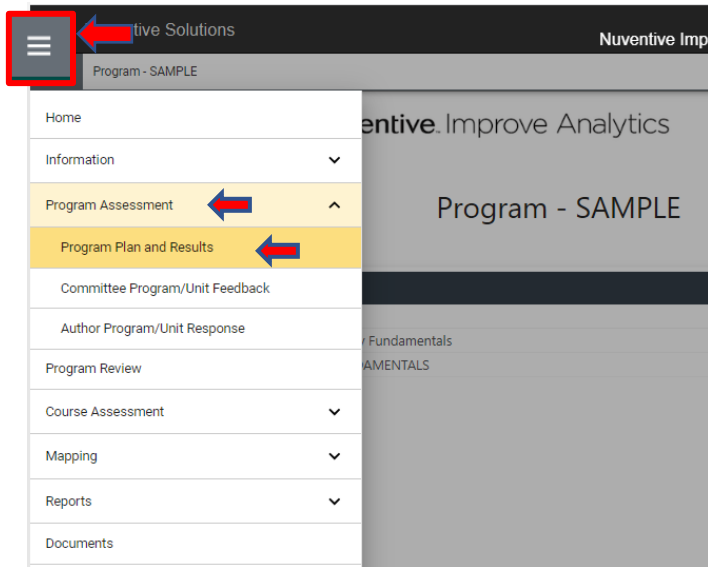 tive Solutions
Nuventive Imp
Program - SAMPLE
Home
entive. Improve Analytics
Information
Program Assessment
Program - SAMPLE
Program Plan and Results
Committee Program/Unit Feedback
Author Program/Unit Response
Fundamentals
Program Review
AMENTALS
Course Assessment
Mapping
Reports
Documents